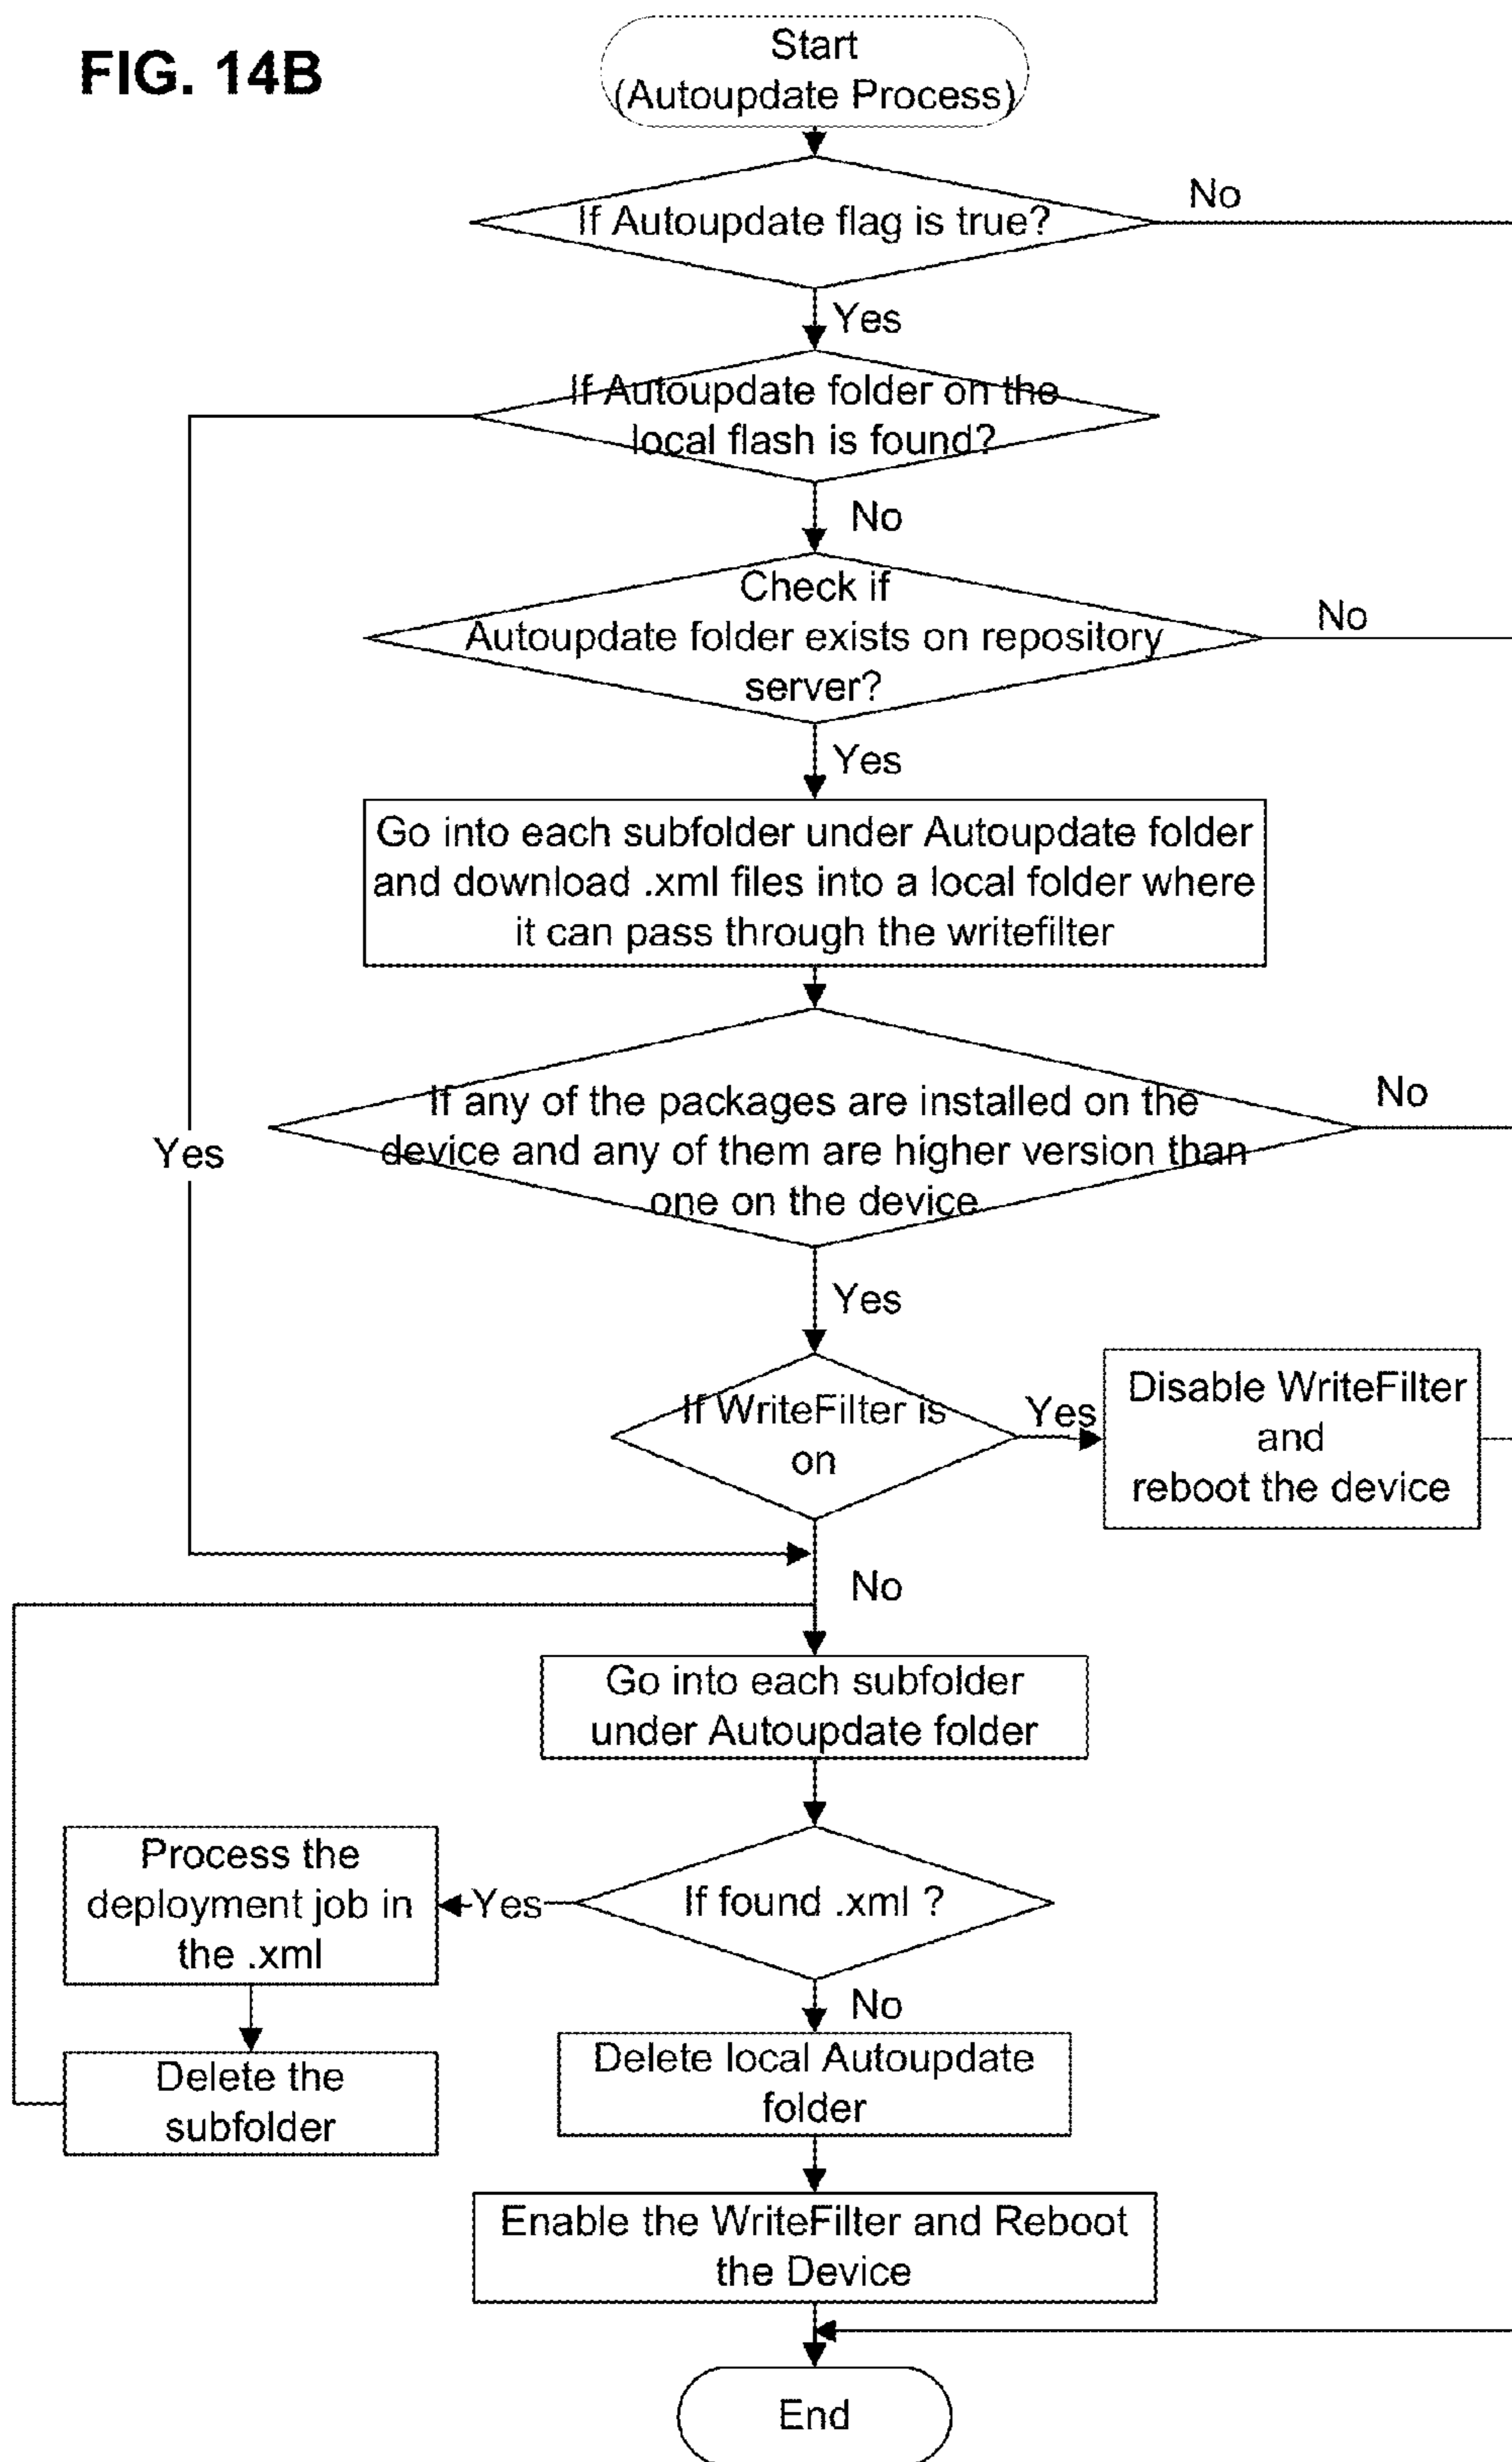 FIG. 14B
Start
(Autoupdate Process)
If Autoupdate flag is true?
No
Yes
If Autoupdate folder on the
local flash is found?
No
Check if
Autoupdate folder exists on repository
server?
No
Yes
Go into each subfolder under Autoupdate folder
and download .xml files into a local folder where
it can pass through the writefilter
If any of the packages are installed on the
device and any of them are higher version than
one on the device
No
Yes
Yes
If WriteFilter is
on
Yes
Disable WriteFilter
and
reboot the device
No
Go into each subfolder
under Autoupdate folder
If found .xml ?
Yes
Process the
deployment job in
the .xml
No
Delete the
subfolder
Delete local Autoupdate
folder
Enable the WriteFilter and Reboot
the Device
End